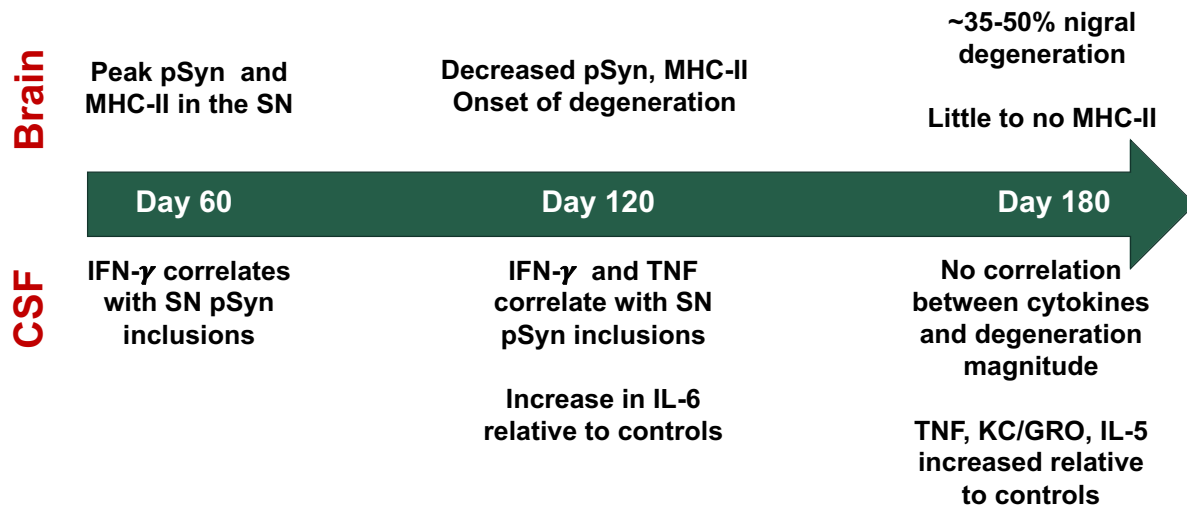 Brain
Peak pSyn and
MHC-II in the SN
Decreased pSyn, MHC-II
Onset of degeneration
~35-50% nigral
degeneration
Little to no MHC-II
Day 60
Day 120
Day 180
CSF
IFN-γ correlates
with SN pSyn
inclusions
IFN-γ and TNF
correlate with SN
pSyn inclusions
Increase in IL-6
relative to controls
No correlation
between cytokines
and degeneration
magnitude
TNF, KC/GRO, IL-5
increased relative
to controls